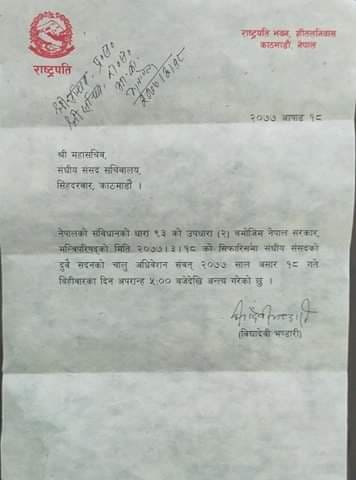 राष्ट्रपति
राष्ट्रपति भवन, शीतलनिवास
काठमाडौं, नेपाल
२०७७ आषाढ १८
श्री महासचिव,
संघीय संसद सचिवालय,
सिंहदरबार, काठमाडौं ।
नेपालको संविधानको धारा ९३ को उपधारा (२) बमोजिम नेपाल सरकार,
मन्त्रिपरिषद्को मिति २०७७।३।१८ को सिफारिसमा संघीय संसदको
दुवै सदनको चालु अधिवेशन संवत् २०७७ साल असार १८ गते
बिहीबारका दिन अपरान्ह ५:०० बजेदेखि अन्त्य गरेको छु ।
(विद्यादेवी भण्डारी)